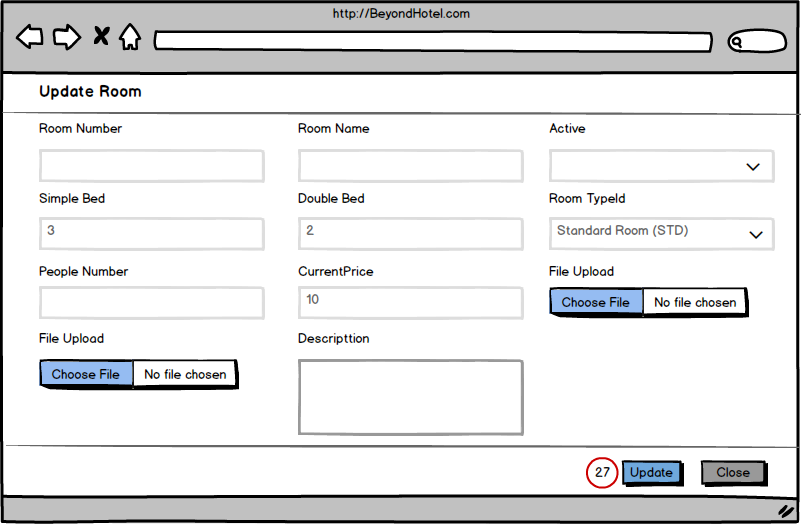 http://BeyondHotel.com
Update Room
Room Number Room Name Active
Simple Bed Double Bed Room TypeId
3 2 Standard Room (STD)
People Number CurrentPrice File Upload
10 Choose File No file chosen
File Upload Descripttion
Choose File No file chosen
27 Update Close